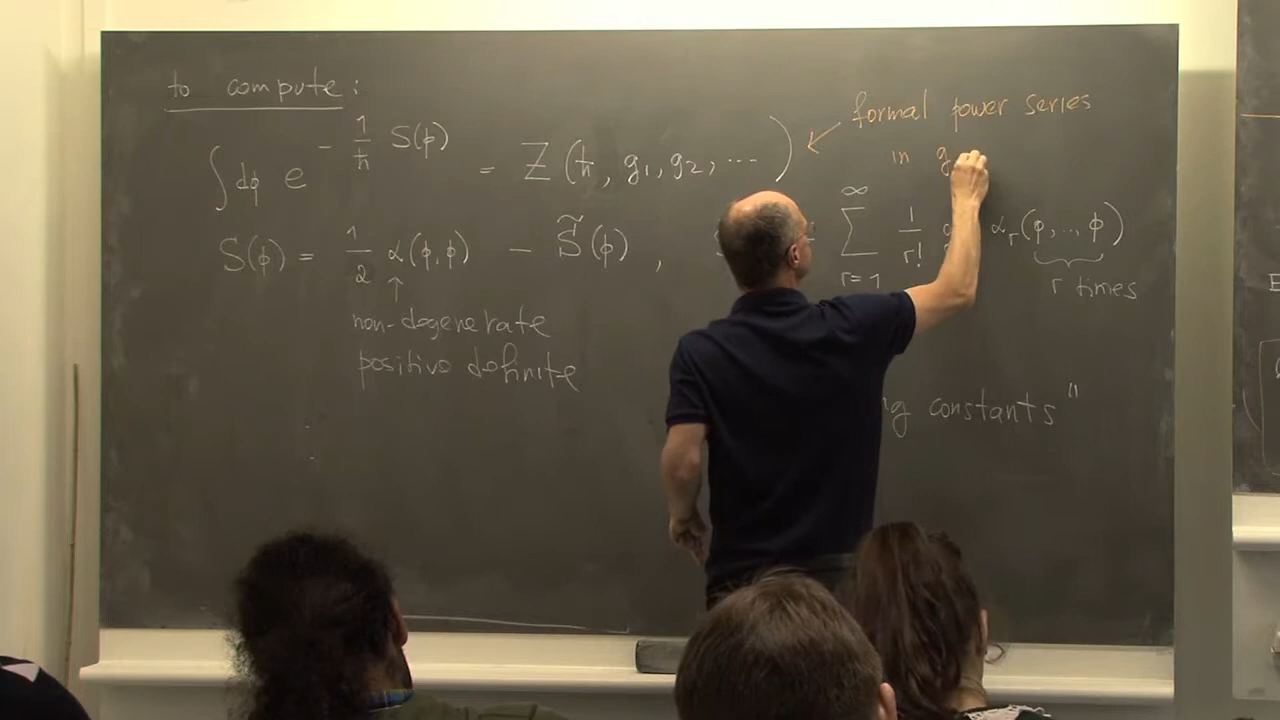 to compute:
formal power series
in g
∫dϕ e^{-1/ħ S(ϕ)} = Z(ħ, g₁, g₂, ⋯)
S(ϕ) = 1/2 α(ϕ,ϕ) - S̃(ϕ) , ∑_{r=1}^{∞} 1/r! α_r(ϕ,..,ϕ)
↑
r times
non-degenerate
positive definite
constants"